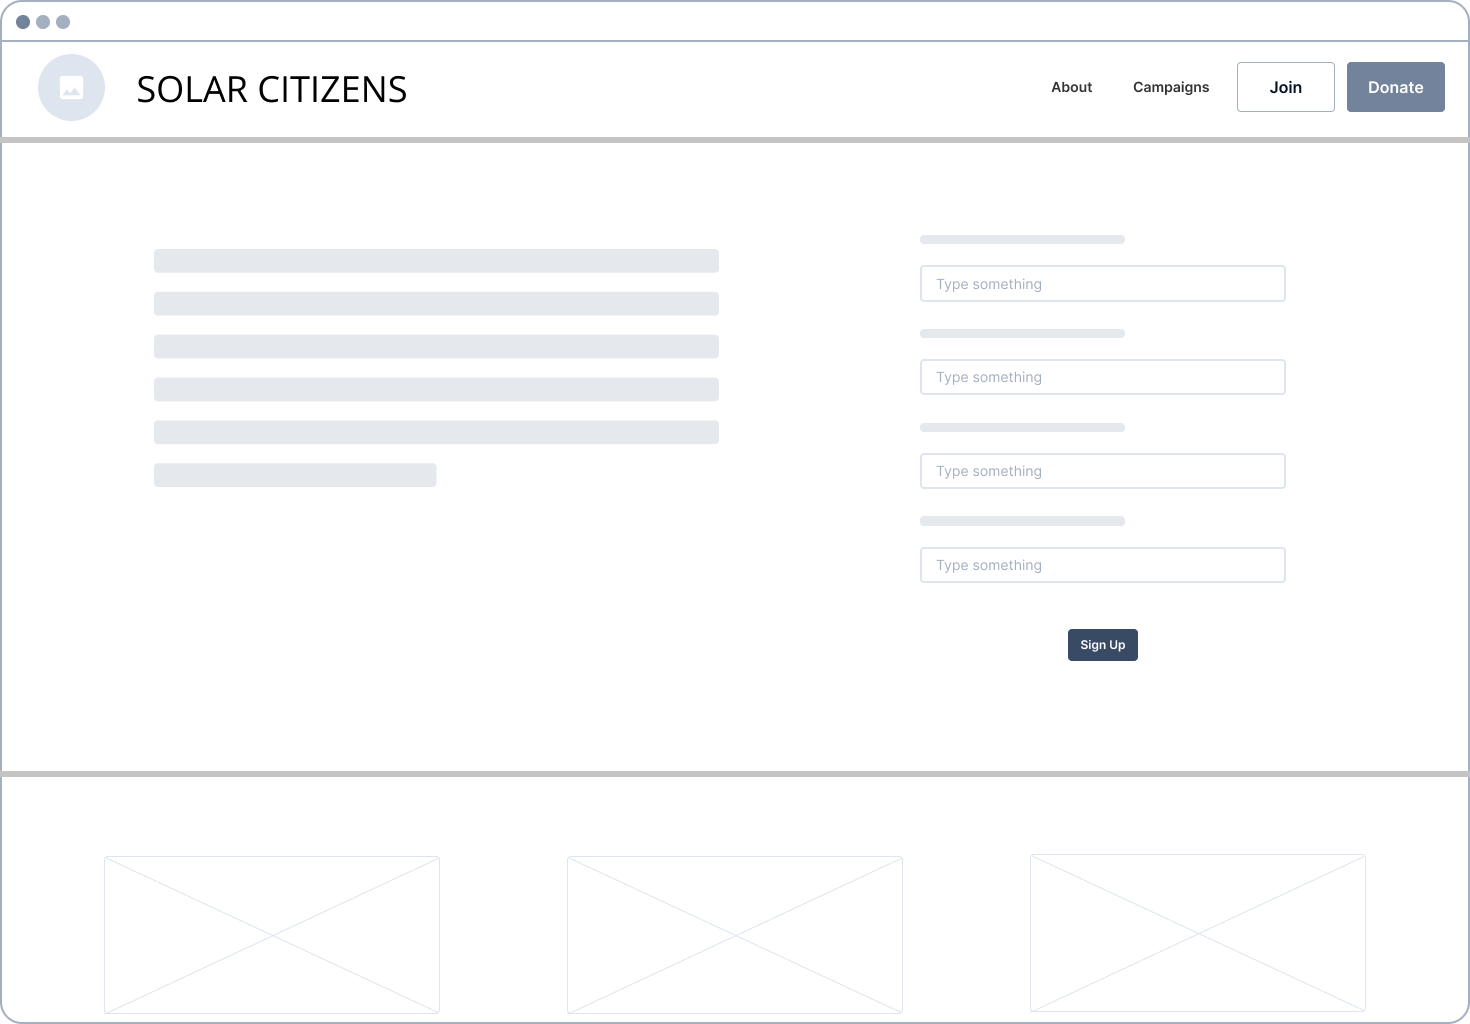 SOLAR CITIZENS
About
Campaigns
Join
Donate
Type something
Type something
Type something
Type something
Sign Up